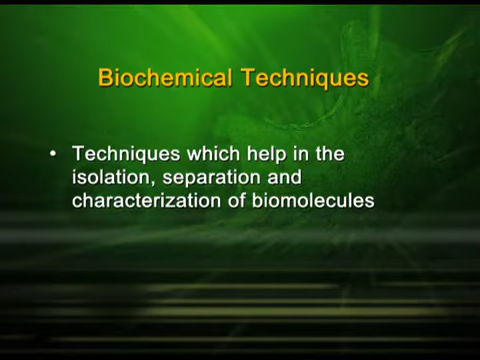 Biochemical Techniques
• Techniques which help in the
isolation, separation and
characterization of biomolecules